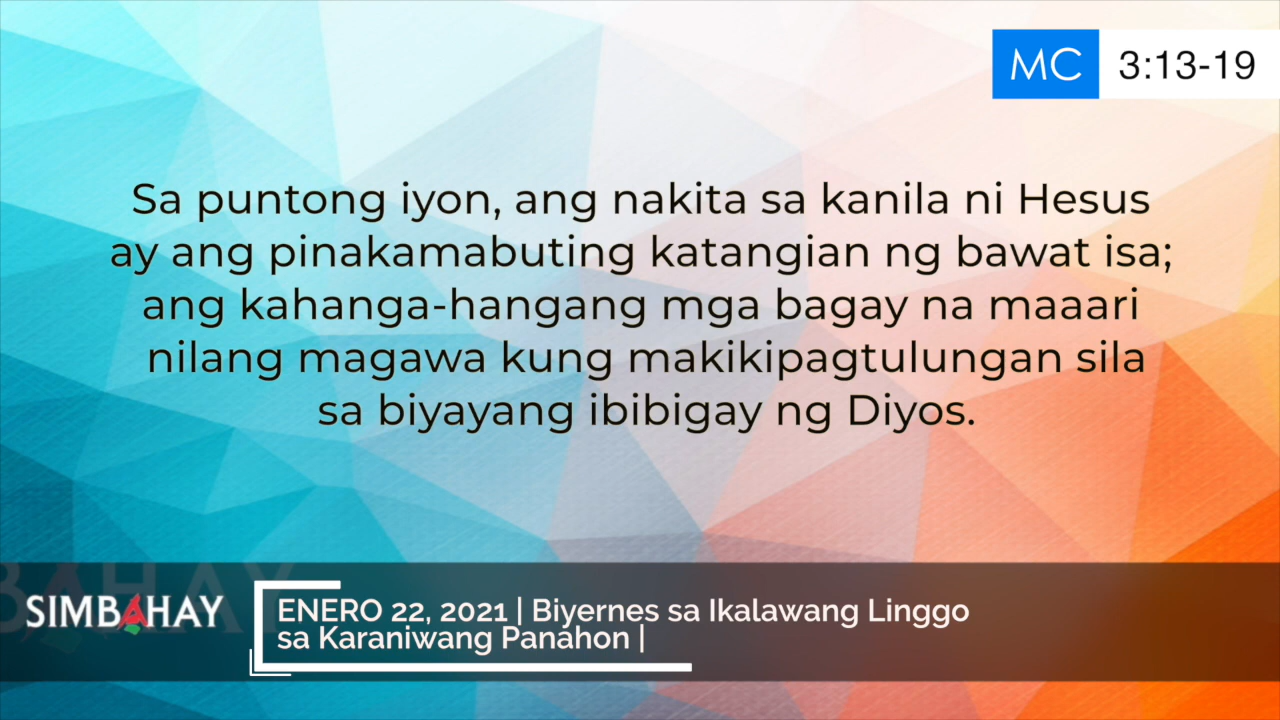 MC 3:13-19
Sa puntong iyon, ang nakita sa kanila ni Hesus
ay ang pinakamabuting katangian ng bawat isa;
ang kahanga-hangang mga bagay na maaari
nilang magawa kung makikipagtulungan sila
sa biyayang ibibigay ng Diyos.
SIMBAHAY
ENERO 22, 2021 | Biyernes sa Ikalawang Linggo
sa Karaniwang Panahon |